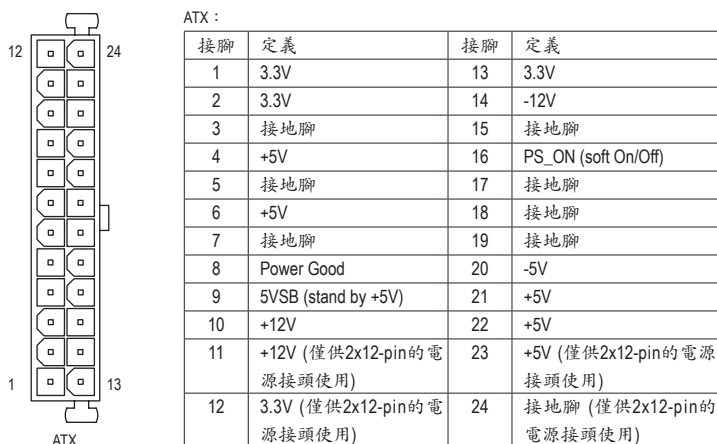 ATX：
12
24
1
13
ATX
接腳 定義 接腳 定義
1 3.3V 13 3.3V
2 3.3V 14 -12V
3 接地腳 15 接地腳
4 +5V 16 PS_ON (soft On/Off)
5 接地腳 17 接地腳
6 +5V 18 接地腳
7 接地腳 19 接地腳
8 Power Good 20 -5V
9 5VSB (stand by +5V) 21 +5V
10 +12V 22 +5V
11 +12V (僅供2x12-pin的電 23 +5V (僅供2x12-pin的電源
源接頭使用) 接頭使用)
12 3.3V (僅供2x12-pin的電 24 接地腳 (僅供2x12-pin的
源接頭使用) 電源接頭使用)